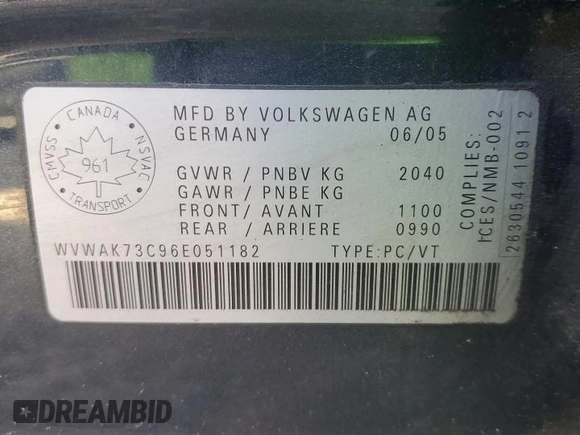 CANADA
CMVSS
NSVAC
961
TRANSPORT
MFD BY VOLKSWAGEN AG
GERMANY 06/05
GVWR / PNBV KG 2040
GAWR / PNBE KG
FRONT/ AVANT 1100
REAR / ARRIERE 0990
WVWAK73C96E051182 TYPE:PC/VT
COMPLIES:
ICES/NMB-002
2630544 1091 2
DREAMBID